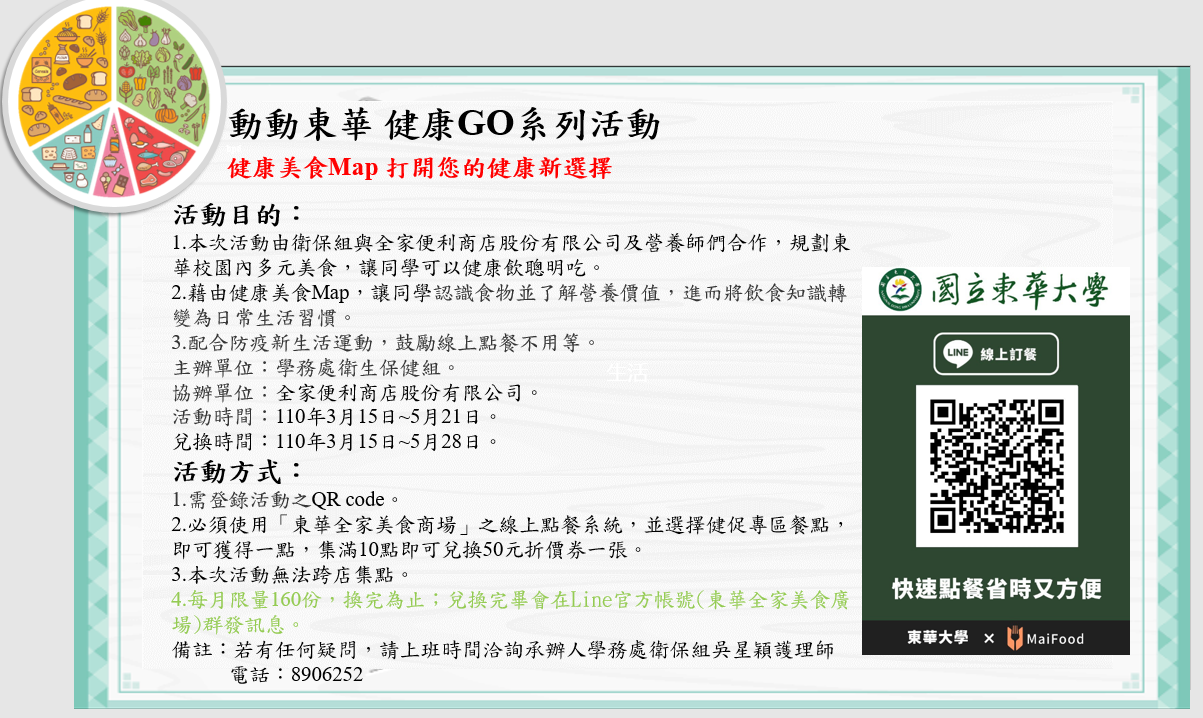 動動東華 健康GO系列活動
健康美食Map 打開您的健康新選擇
活動目的：
1.本次活動由衛保組與全家便利商店股份有限公司及營養師們合作，規劃東
華校園內多元美食，讓同學可以健康飲聰明吃。
2.藉由健康美食Map，讓同學認識食物並了解營養價值，進而將飲食知識轉
變為日常生活習慣。
3.配合防疫新生活運動，鼓勵線上點餐不用等。
主辦單位：學務處衛生保健組。
生活
協辦單位：全家便利商店股份有限公司。
活動時間：110年3月15日~5月21日。
兌換時間：110年3月15日~5月28日。
活動方式：
1.需登錄活動之QR code。
2.必須使用「東華全家美食商場」之線上點餐系統，並選擇健促專區餐點，
即可獲得一點，集滿10點即可兌換50元折價券一張。
3.本次活動無法跨店集點。
4.每月限量160份，換完為止；兌換完畢會在Line官方帳號(東華全家美食廣
場)群發訊息。
備註：若有任何疑問，請上班時間洽詢承辦人學務處衛保組吳星穎護理師
電話：8906252
國立東華大學
LINE 線上訂餐
快速點餐省時又方便
東華大學 × MaiFood